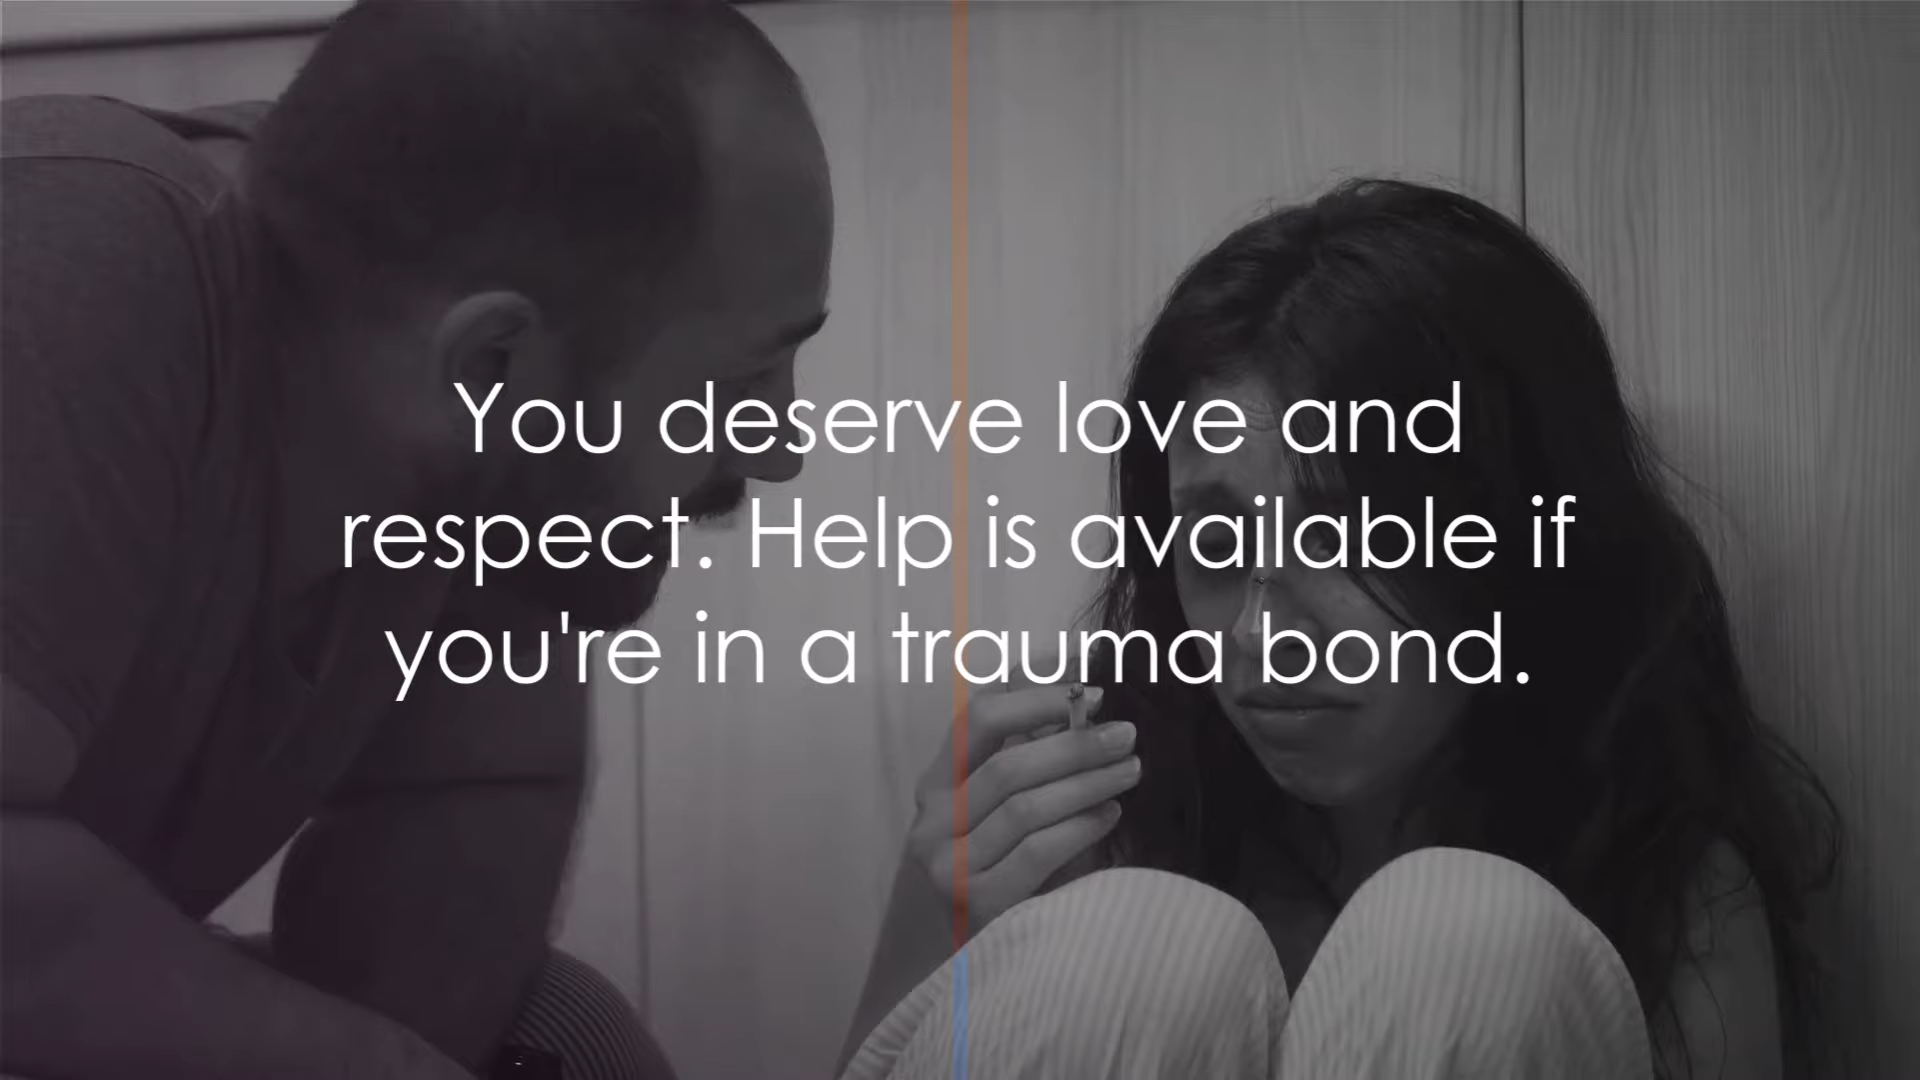 You deserve love and
respect. Help is available if
you're in a trauma bond.